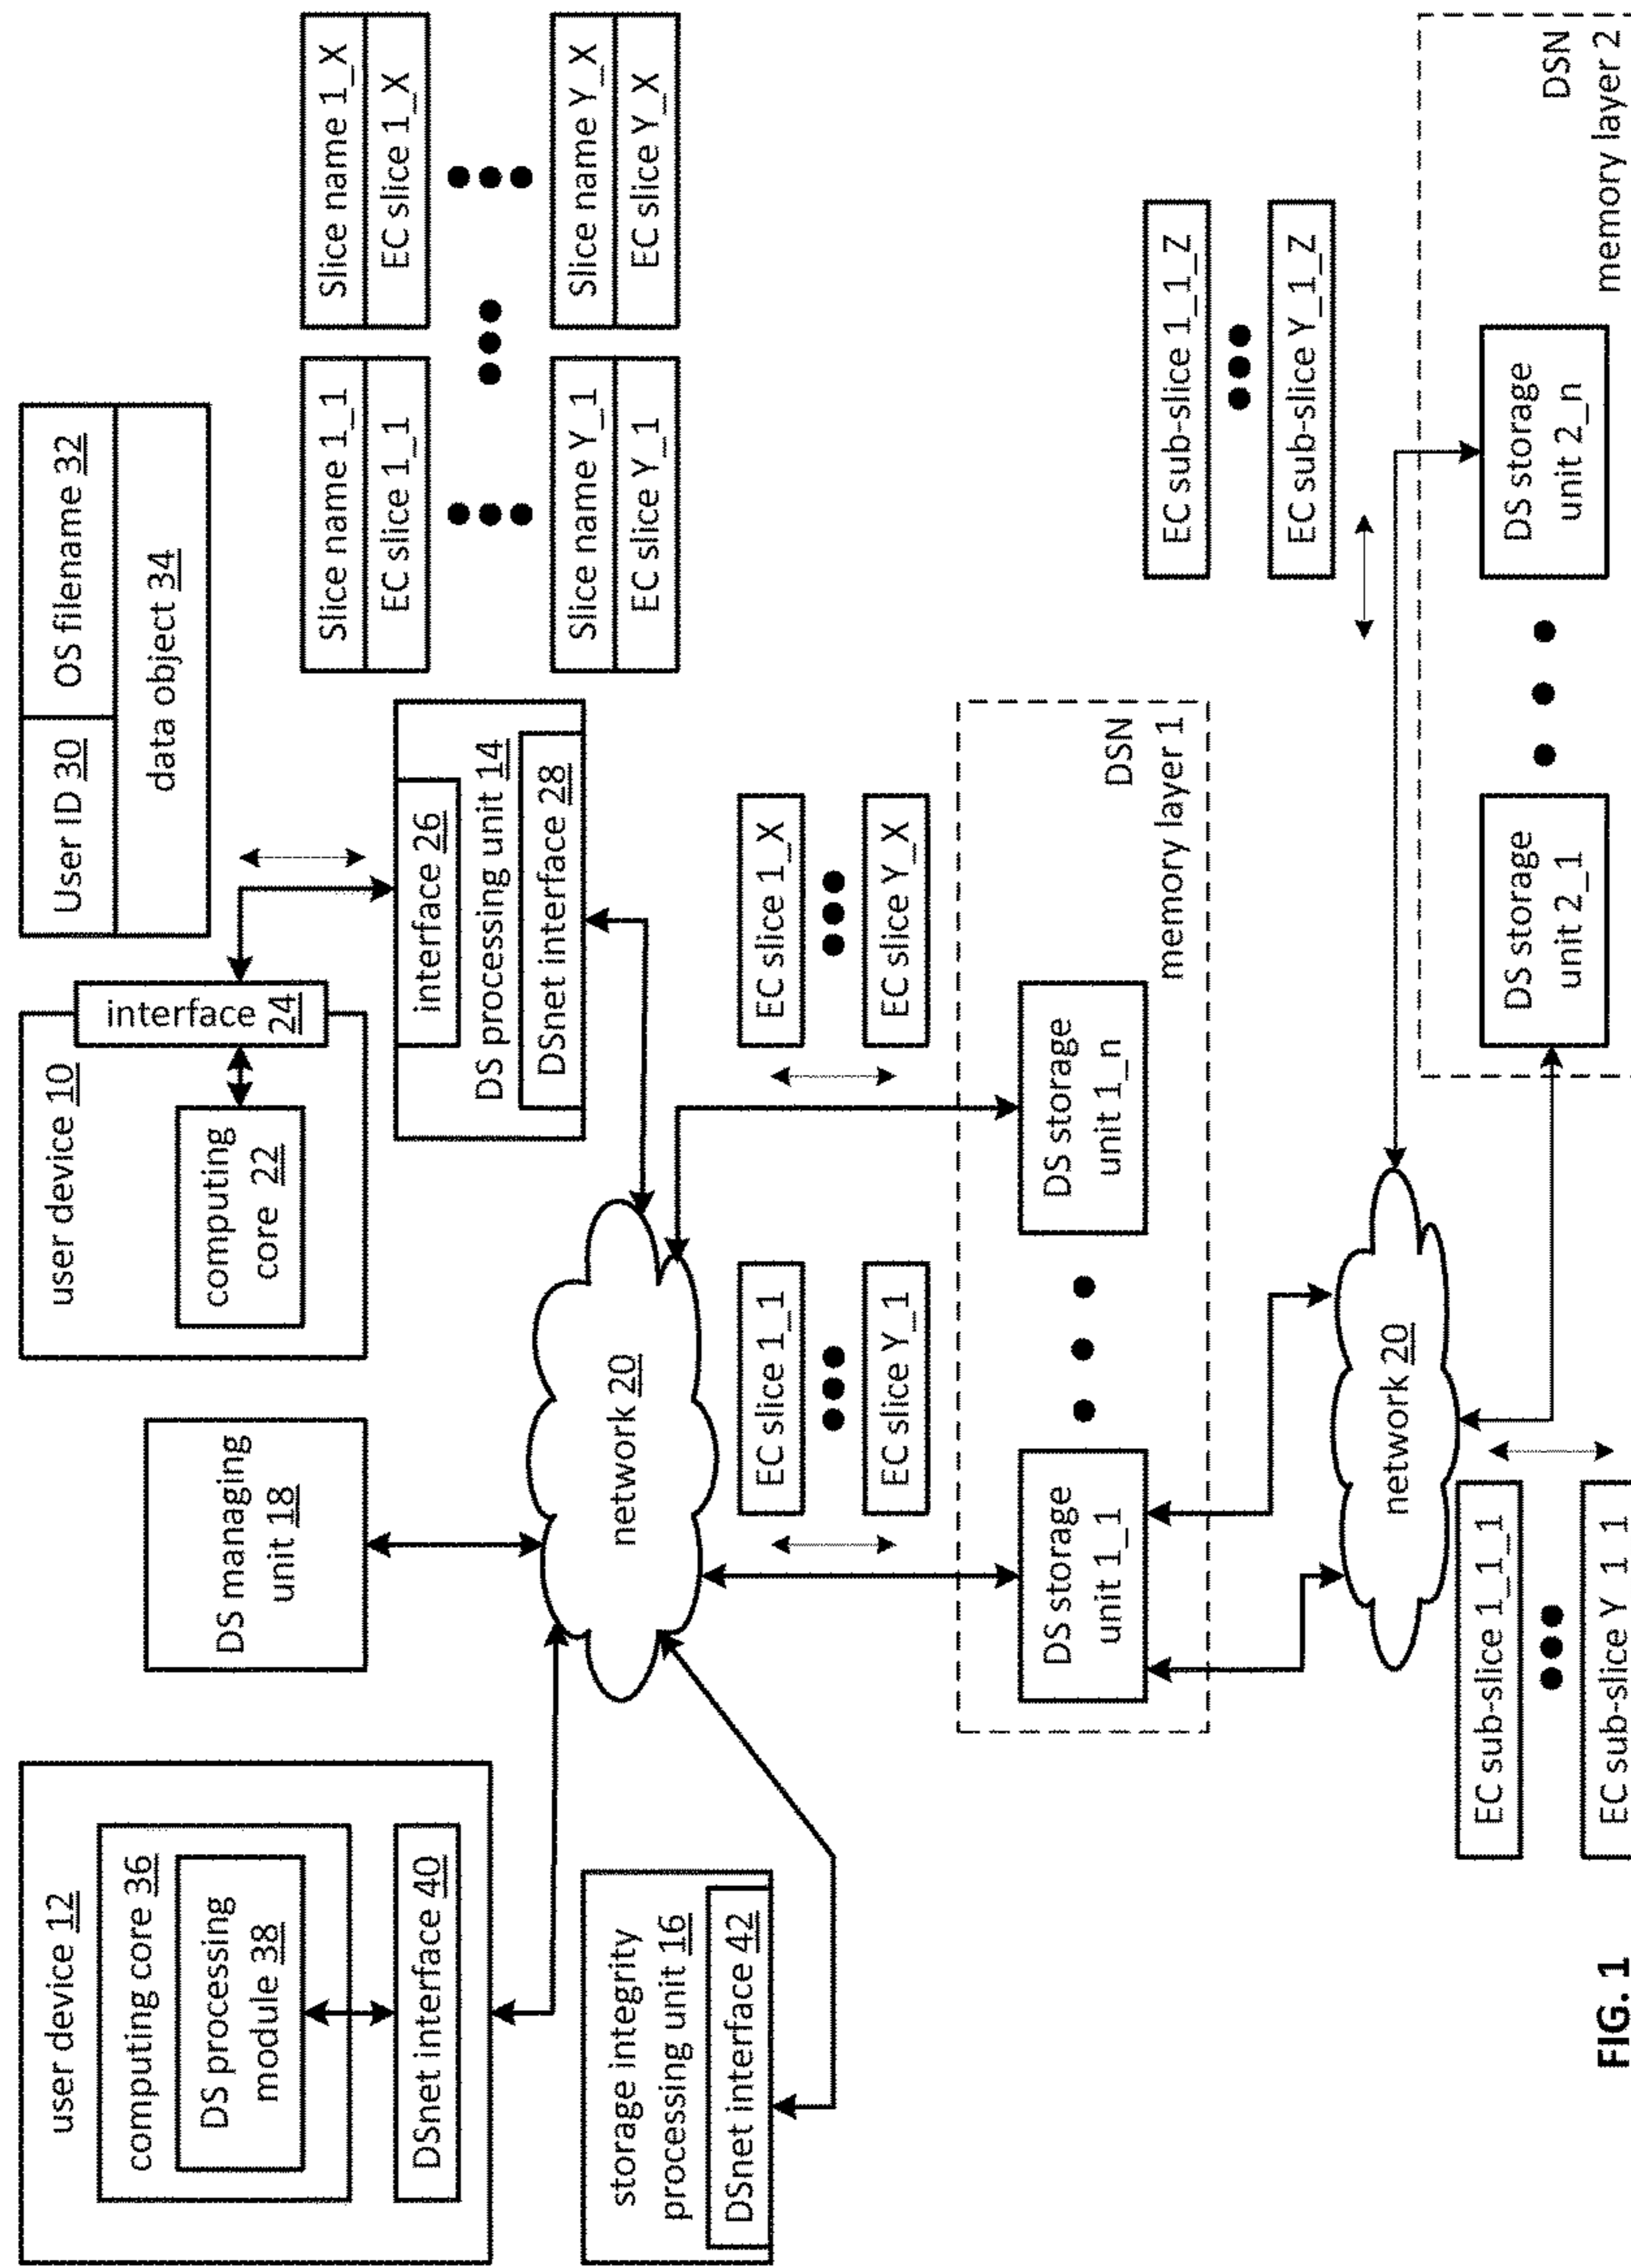 user device 12
computing core 36
DS processing
module 38
DSnet interface 40
storage integrity
processing unit 16
DSnet interface 42
DS managing
unit 18
user device 10
computing
core 22
interface 24
User ID 30
OS filename 32
data object 34
interface 26
DS processing unit 14
DSnet interface 28
Slice name 1_1
EC slice 1_1
Slice name 1_X
EC slice 1_X
Slice name Y_1
EC slice Y_1
Slice name Y_X
EC slice Y_X
network 20
EC slice 1_1
EC slice Y_1
EC slice 1_X
EC slice Y_X
DS storage
unit 1_1
DS storage
unit 1_n
DSN
memory layer 1
network 20
EC sub-slice 1_1_1
EC sub-slice Y_1_1
EC sub-slice 1_1_Z
EC sub-slice Y_1_Z
DS storage
unit 2_1
DS storage
unit 2_n
DSN
memory layer 2
FIG. 1